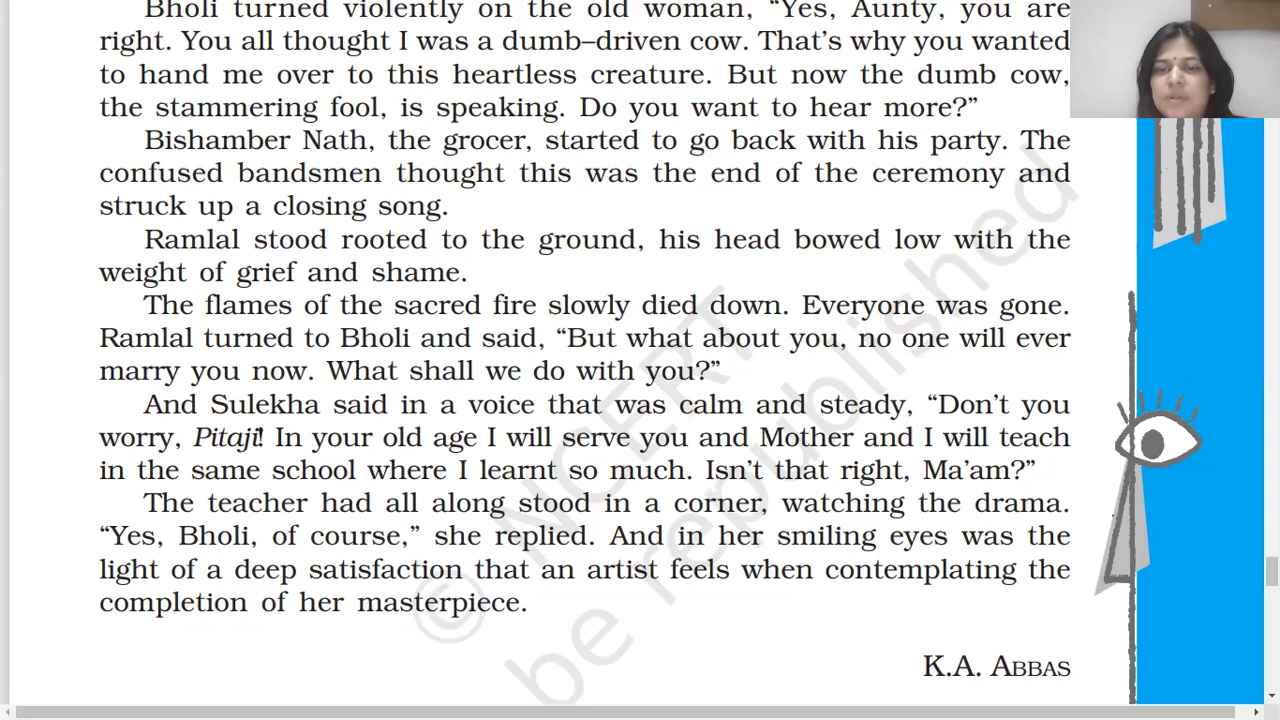 Bholi turned violently on the old woman, “Yes, Aunty, you are
right. You all thought I was a dumb–driven cow. That’s why you wanted
to hand me over to this heartless creature. But now the dumb cow,
the stammering fool, is speaking. Do you want to hear more?”
Bishamber Nath, the grocer, started to go back with his party. The
confused bandsmen thought this was the end of the ceremony and
struck up a closing song.
Ramlal stood rooted to the ground, his head bowed low with the
weight of grief and shame.
The flames of the sacred fire slowly died down. Everyone was gone.
Ramlal turned to Bholi and said, “But what about you, no one will ever
marry you now. What shall we do with you?”
And Sulekha said in a voice that was calm and steady, “Don’t you
worry, Pitaji! In your old age I will serve you and Mother and I will teach
in the same school where I learnt so much. Isn’t that right, Ma’am?”
The teacher had all along stood in a corner, watching the drama.
“Yes, Bholi, of course,” she replied. And in her smiling eyes was the
light of a deep satisfaction that an artist feels when contemplating the
completion of her masterpiece.
K.A. ABBAS
© NCERT
be republished